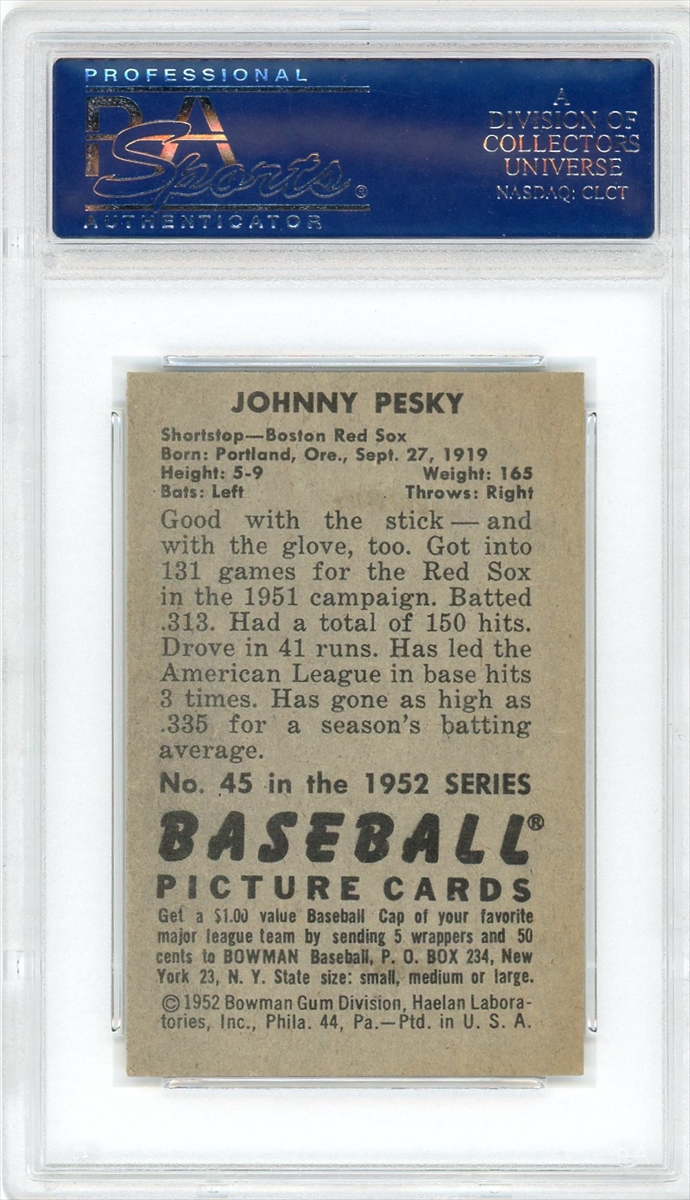 PROFESSIONAL
PSA
Sports®
AUTHENTICATOR
A
DIVISION OF
COLLECTORS
UNIVERSE
NASDAQ: CLCT
JOHNNY PESKY
Shortstop—Boston Red Sox
Born: Portland, Ore., Sept. 27, 1919
Height: 5-9 Weight: 165
Bats: Left Throws: Right
Good with the stick — and
with the glove, too. Got into
131 games for the Red Sox
in the 1951 campaign. Batted
.313. Had a total of 150 hits.
Drove in 41 runs. Has led the
American League in base hits
3 times. Has gone as high as
.335 for a season's batting
average.
No. 45 in the 1952 SERIES
BASEBALL®
PICTURE CARDS
Get a $1.00 value Baseball Cap of your favorite
major league team by sending 5 wrappers and 50
cents to BOWMAN Baseball, P. O. BOX 234, New
York 23, N. Y. State size: small, medium or large.
©1952 Bowman Gum Division, Haelan Labora-
tories, Inc., Phila. 44, Pa.—Ptd. in U. S. A.